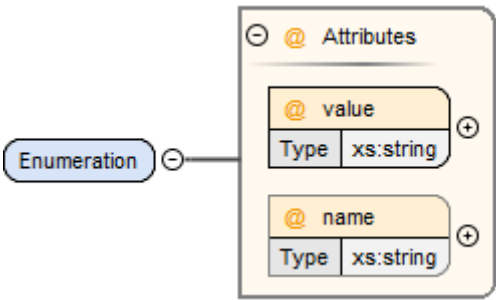 @ Attributes
@ value
Type xs:string
Enumeration
@ name
Type xs:string